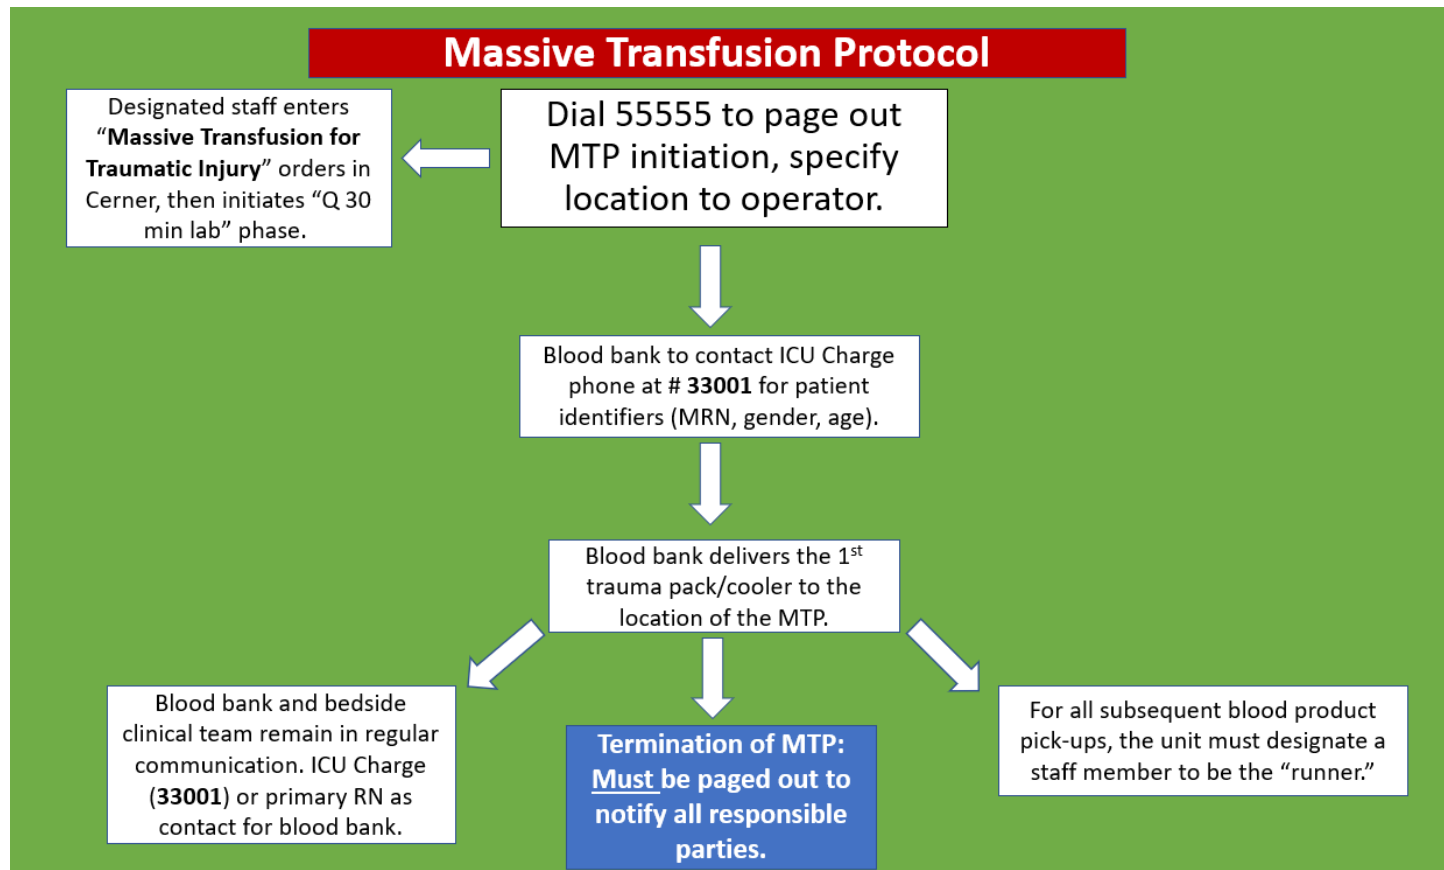 Massive Transfusion Protocol
Designated staff enters
“Massive Transfusion for
Traumatic Injury” orders in
Cerner, then initiates “Q 30
min lab” phase.
Dial 55555 to page out
MTP initiation, specify
location to operator.
Blood bank to contact ICU Charge
phone at # 33001 for patient
identifiers (MRN, gender, age).
Blood bank delivers the 1st
trauma pack/cooler to the
location of the MTP.
Blood bank and bedside
clinical team remain in regular
communication. ICU Charge
(33001) or primary RN as
contact for blood bank.
Termination of MTP:
Must be paged out to
notify all responsible
parties.
For all subsequent blood product
pick-ups, the unit must designate a
staff member to be the “runner.”